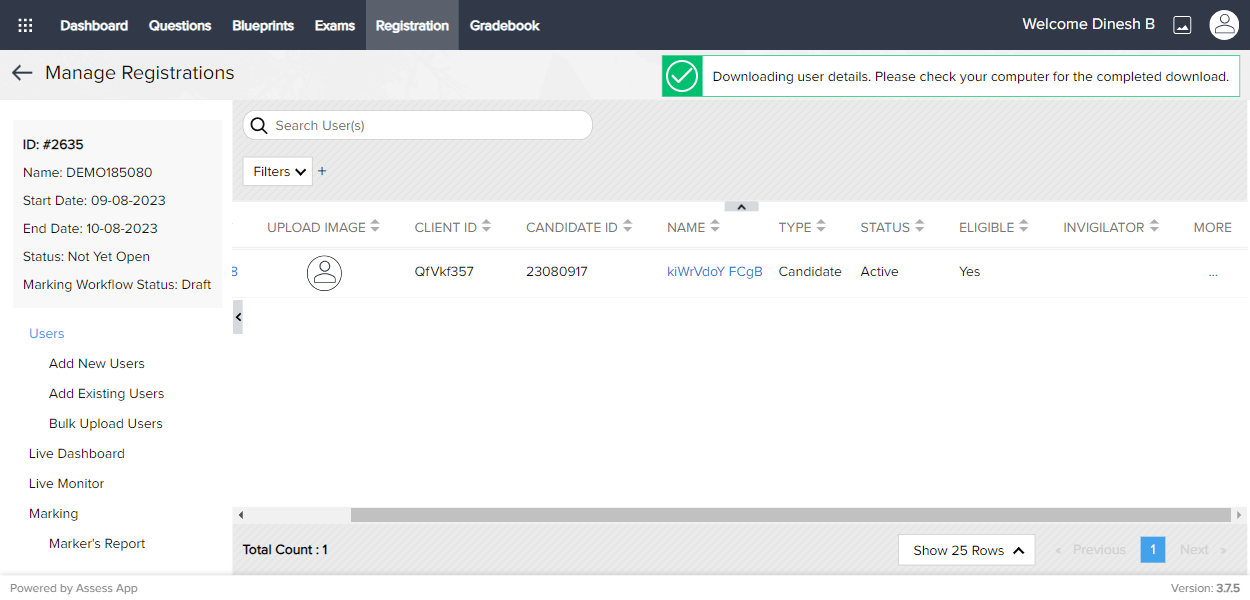 Dashboard Questions Blueprints Exams Registration Gradebook Welcome Dinesh B
Manage Registrations
Downloading user details. Please check your computer for the completed download.
ID: #2635
Name: DEMO185080
Start Date: 09-08-2023
End Date: 10-08-2023
Status: Not Yet Open
Marking Workflow Status: Draft
Users
Add New Users
Add Existing Users
Bulk Upload Users
Live Dashboard
Live Monitor
Marking
Marker's Report
Search User(s)
Filters +
UPLOAD IMAGE CLIENT ID CANDIDATE ID NAME TYPE STATUS ELIGIBLE INVIGILATOR MORE
8 QfVkf357 23080917 kiWrVdoY FCgB Candidate Active Yes ...
Total Count : 1 Show 25 Rows « Previous 1 Next »
Powered by Assess App Version: 3.7.5